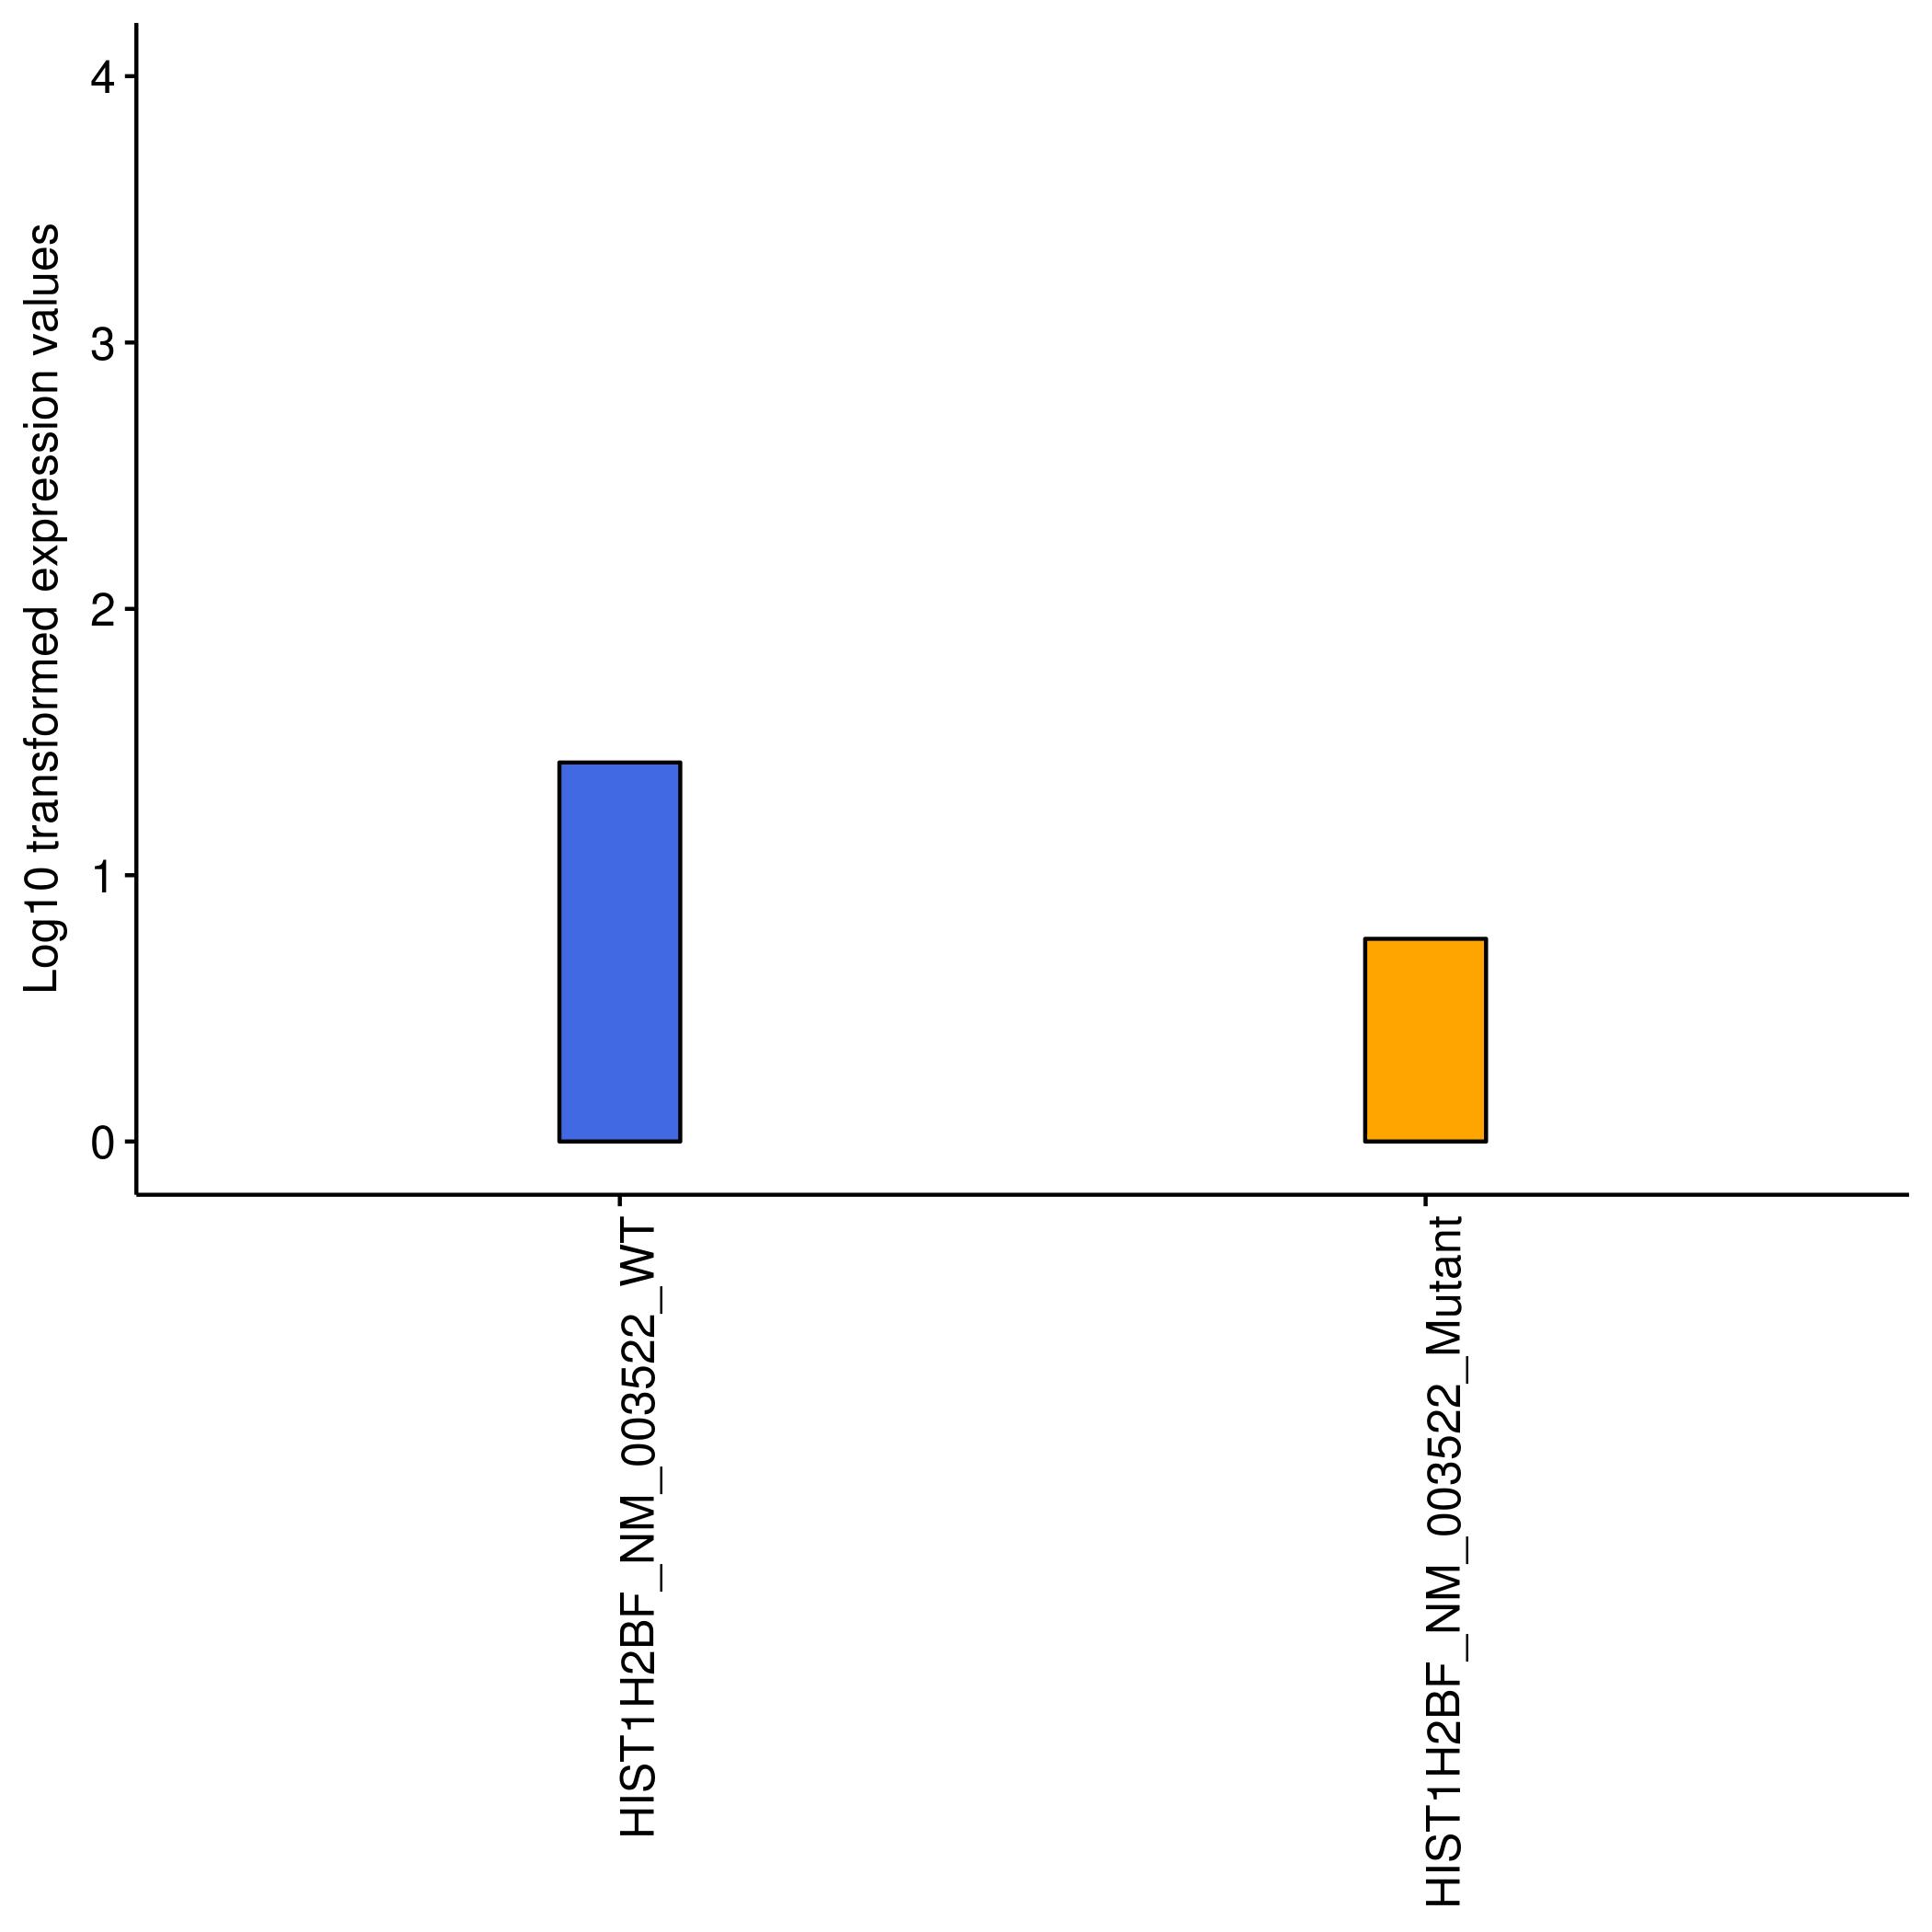 Log10 transformed expression values
4
3
2
1
0
HIST1H2BF_NM_003522_WT
HIST1H2BF_NM_003522_Mutant